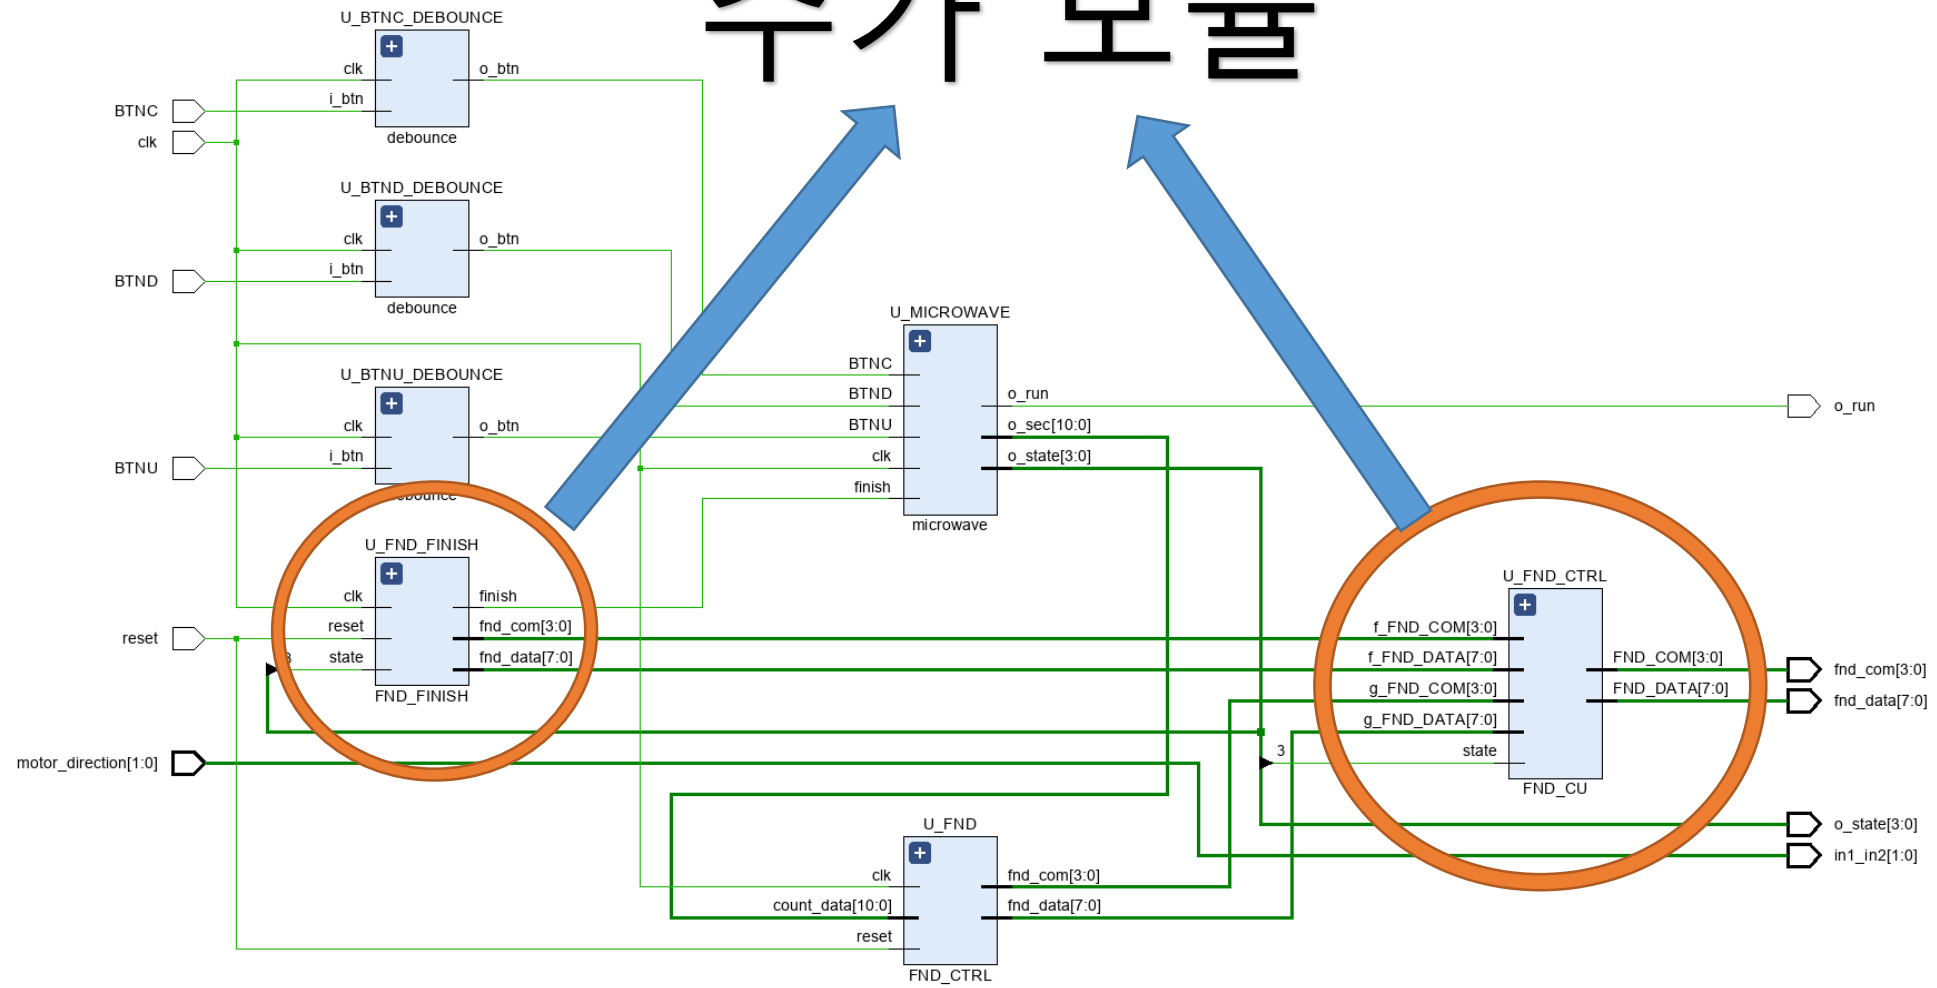 추가 모듈
U_BTNC_DEBOUNCE
clk
i_btn
o_btn
debounce
BTNC
clk
U_BTND_DEBOUNCE
clk
i_btn
o_btn
debounce
BTND
U_BTNU_DEBOUNCE
clk
i_btn
o_btn
debounce
BTNU
U_MICROWAVE
BTNC
BTND
BTNU
clk
finish
o_run
o_sec[10:0]
o_state[3:0]
microwave
o_run
U_FND_FINISH
clk
reset
state
finish
fnd_com[3:0]
fnd_data[7:0]
FND_FINISH
reset
3
motor_direction[1:0]
U_FND_CTRL
f_FND_COM[3:0]
f_FND_DATA[7:0]
g_FND_COM[3:0]
g_FND_DATA[7:0]
state
3
FND_COM[3:0]
FND_DATA[7:0]
FND_CU
fnd_com[3:0]
fnd_data[7:0]
o_state[3:0]
in1_in2[1:0]
U_FND
clk
count_data[10:0]
reset
fnd_com[3:0]
fnd_data[7:0]
FND_CTRL